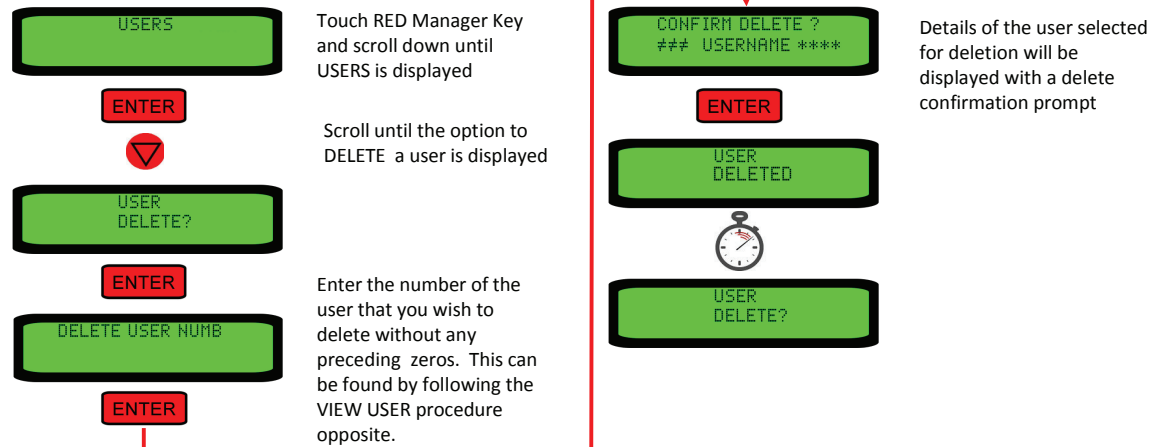 USERS
Touch RED Manager Key
and scroll down until
USERS is displayed
ENTER
Scroll until the option to
DELETE a user is displayed
USER
DELETE?
ENTER
Enter the number of the
user that you wish to
delete without any
preceding zeros. This can
be found by following the
VIEW USER procedure
opposite.
DELETE USER NUMB
ENTER
CONFIRM DELETE ?
≠≠≠ USERNAME ****
Details of the user selected
for deletion will be
displayed with a delete
confirmation prompt
ENTER
USER
DELETED
USER
DELETE?